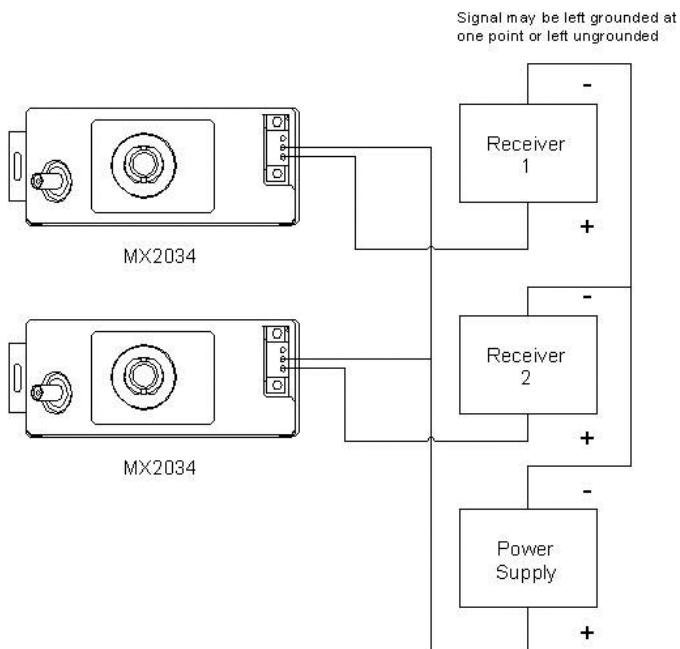 Signal may be left grounded at
one point or left ungrounded
-
Receiver
1
+
MX2034
-
Receiver
2
+
MX2034
-
Power
Supply
+